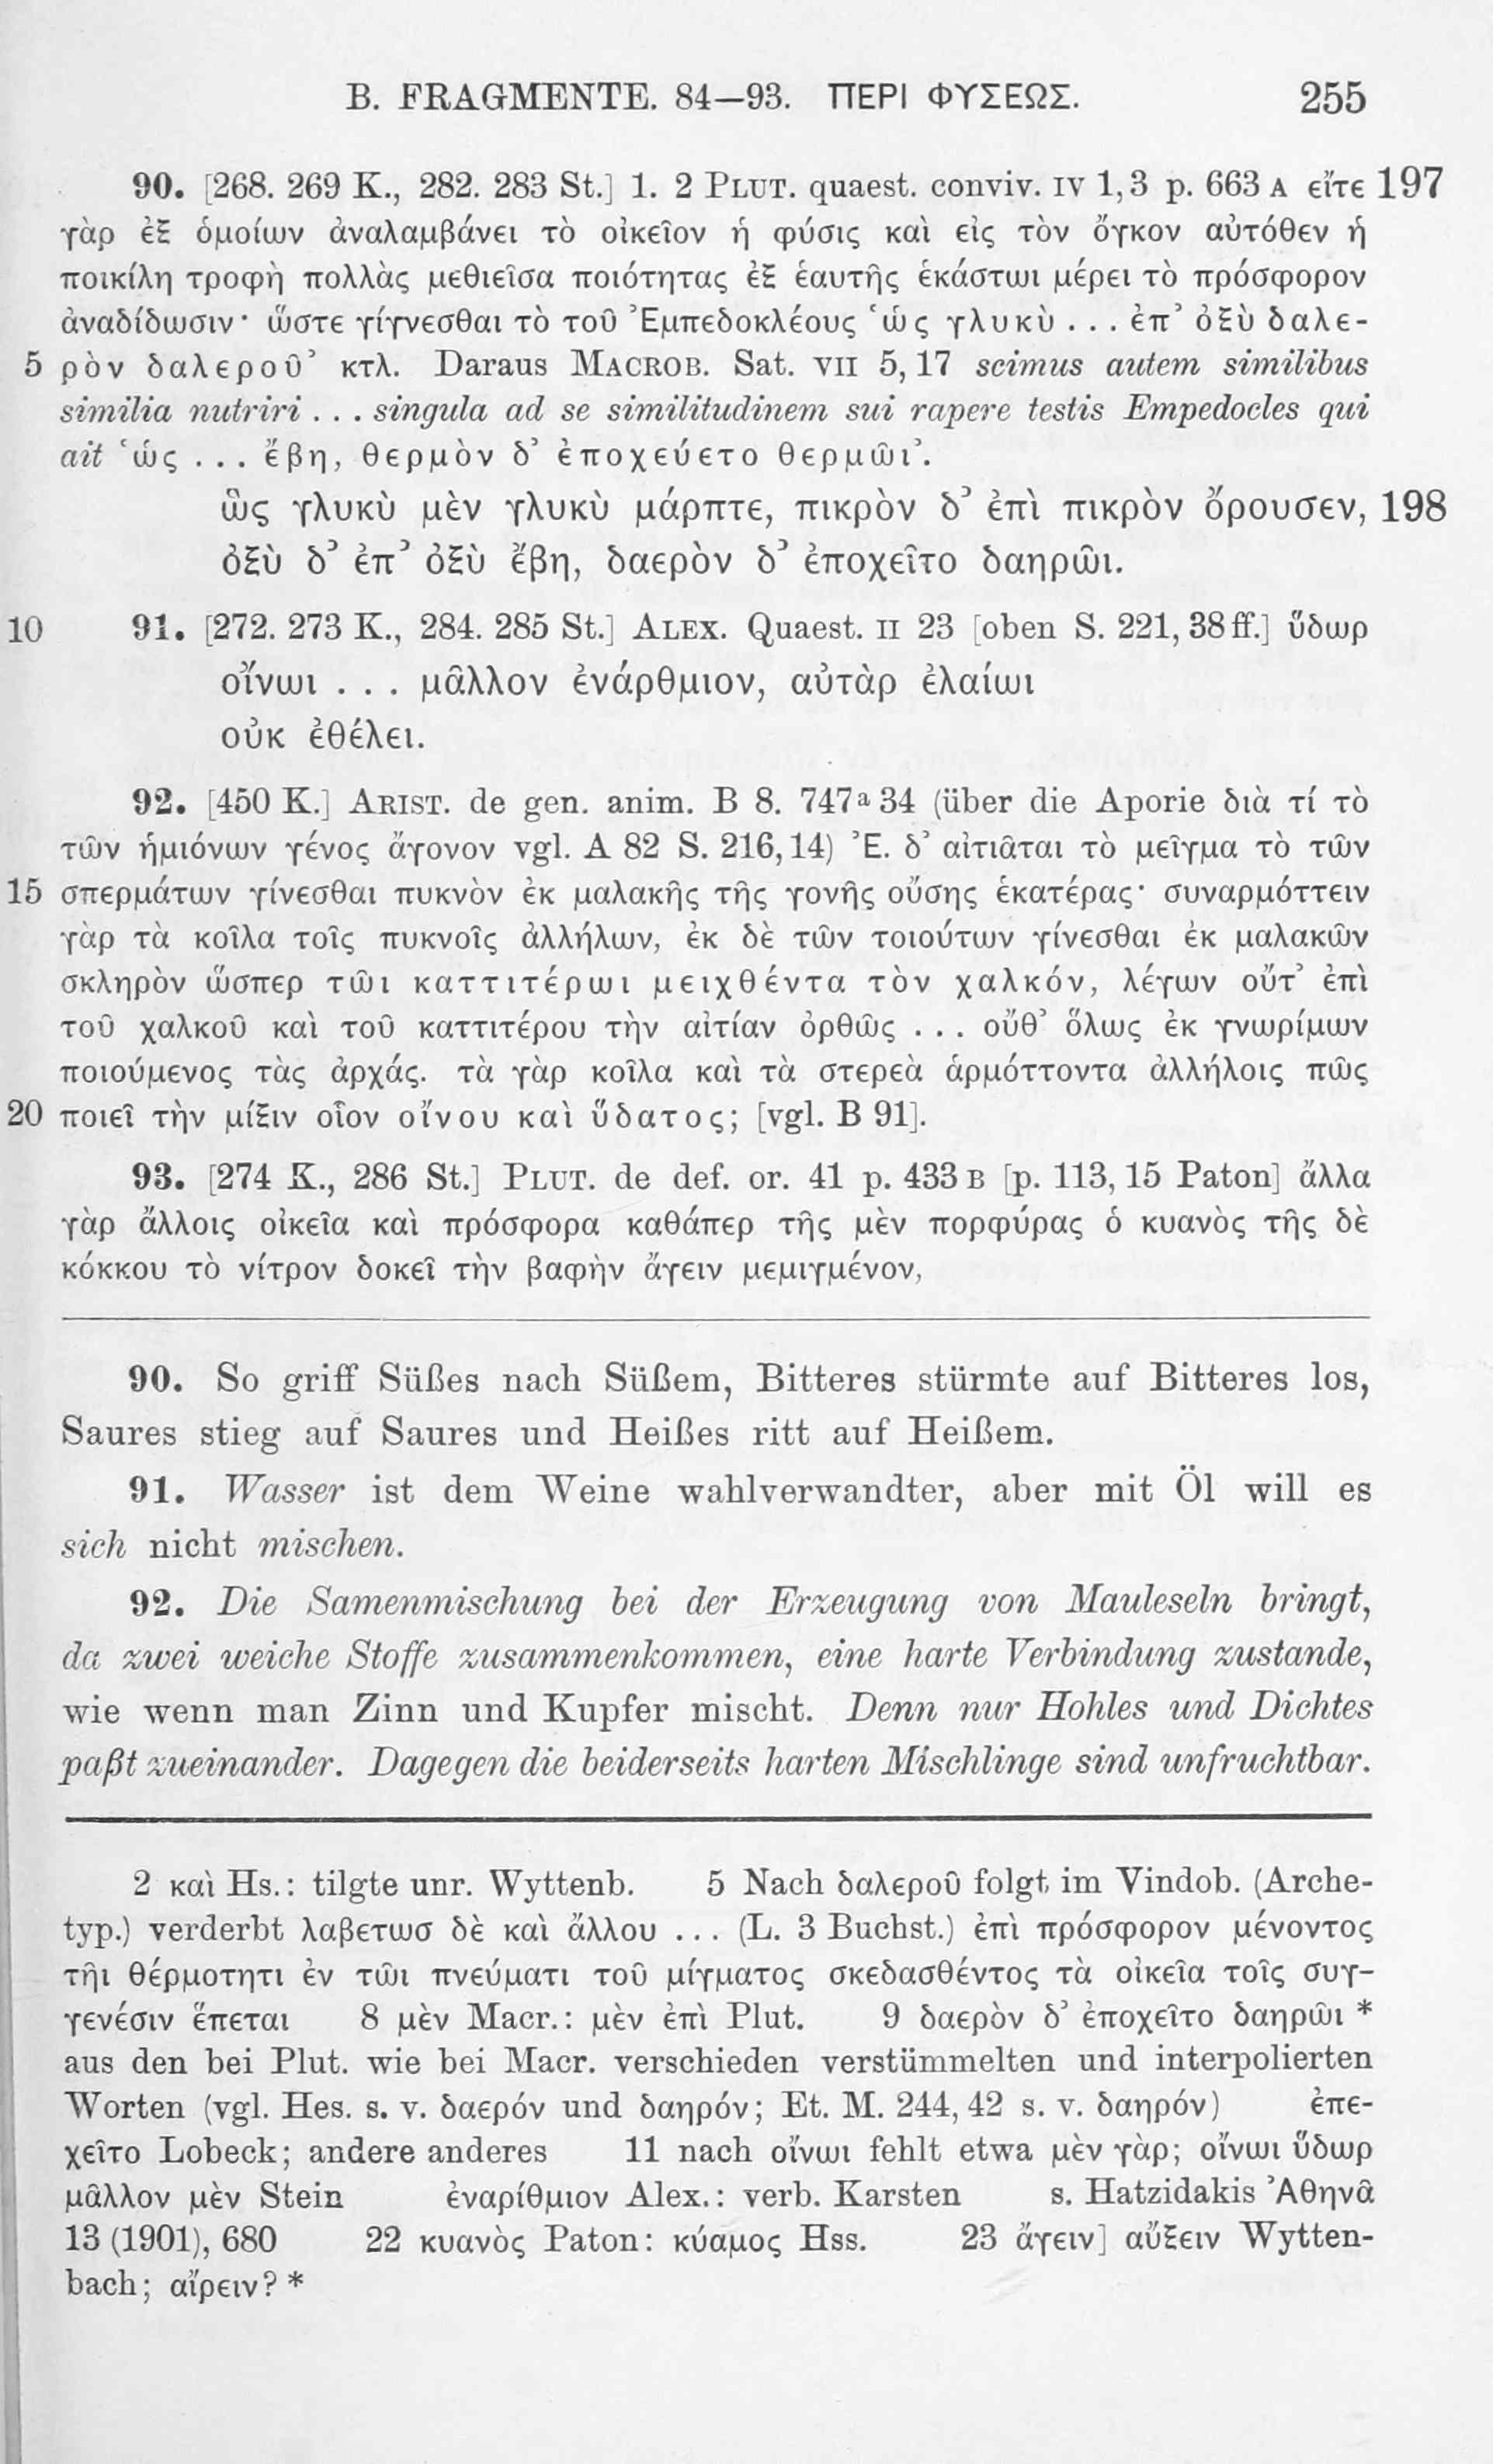 B. FRAGMENTE. 84—93. ΠΕΡΙ ΦΥΣΕΩΣ. 255
90. [268. 269 K., 282. 283 St.] 1. 2 PLUT. quaest. conviv. IV 1, 3 p. 663 A εἴτε 197
γὰρ ἐξ ὁμοίων ἀναλαμβάνει τὸ οἰκεῖον ἡ φύσις καὶ εἰς τὸν ὄγκον αὐτόθεν ἡ
ποικίλη τροφὴ πολλὰς μεθιεῖσα ποιότητας ἐξ ἑαυτῆς ἑκάστωι μέρει τὸ πρόσφορον
ἀναδίδωσιν· ὥστε γίγνεσθαι τὸ τοῦ Ἐμπεδοκλέους ‘ὡς γλυκὺ ... ἐπ’ ὀξὺ δαλε-
5 ρὸν δαλεροῦ’ κτλ. Daraus MACROB. Sat. VII 5, 17 scimus autem similibus
similia nutriri ... singula ad se similitudinem sui rapere testis Empedocles qui
ait ‘ὡς ... ἔβη, θερμὸν δ’ ἐποχεύετο θερμῶι’.
ὣς γλυκὺ μὲν γλυκὺ μάρπτε, πικρὸν δ’ ἐπὶ πικρὸν ὄρουσεν, 198
ὀξὺ δ’ ἐπ’ ὀξὺ ἔβη, δαερὸν δ’ ἐποχεῖτο δαηρῶι.
10 91. [272. 273 K., 284. 285 St.] ALEX. Quaest. II 23 [oben S. 221, 38 ff.] ὕδωρ
οἴνωι ... μᾶλλον ἐνάρθμιον, αὐτὰρ ἐλαίωι
οὐκ ἐθέλει.
92. [450 K.] ARIST. de gen. anim. B 8. 747ᵃ 34 (über die Aporie διὰ τί τὸ
τῶν ἡμιόνων γένος ἄγονον vgl. A 82 S. 216, 14) Ἐ. δ’ αἰτιᾶται τὸ μεῖγμα τὸ τῶν
15 σπερμάτων γίνεσθαι πυκνὸν ἐκ μαλακῆς τῆς γονῆς οὔσης ἑκατέρας· συναρμόττειν
γὰρ τὰ κοῖλα τοῖς πυκνοῖς ἀλλήλων, ἐκ δὲ τῶν τοιούτων γίνεσθαι ἐκ μαλακῶν
σκληρὸν ὥσπερ τῶι καττιτέρωι μειχθέντα τὸν χαλκόν, λέγων οὔτ’ ἐπὶ
τοῦ χαλκοῦ καὶ τοῦ καττιτέρου τὴν αἰτίαν ὀρθῶς ... οὔθ’ ὅλως ἐκ γνωρίμων
ποιούμενος τὰς ἀρχάς. τὰ γὰρ κοῖλα καὶ τὰ στερεὰ ἁρμόττοντα ἀλλήλοις πῶς
20 ποιεῖ τὴν μίξιν οἷον οἴνου καὶ ὕδατος; [vgl. B 91].
93. [274 K., 286 St.] PLUT. de def. or. 41 p. 433 B [p. 113, 15 Paton] ἄλλα
γὰρ ἄλλοις οἰκεῖα καὶ πρόσφορα καθάπερ τῆς μὲν πορφύρας ὁ κυανὸς τῆς δὲ
κόκκου τὸ νίτρον δοκεῖ τὴν βαφὴν ἄγειν μεμιγμένον,
90. So griff Süßes nach Süßem, Bitteres stürmte auf Bitteres los,
Saures stieg auf Saures und Heißes ritt auf Heißem.
91. Wasser ist dem Weine wahlverwandter, aber mit Öl will es
sich nicht mischen.
92. Die Samenmischung bei der Erzeugung von Mauleseln bringt,
da zwei weiche Stoffe zusammenkommen, eine harte Verbindung zustande,
wie wenn man Zinn und Kupfer mischt. Denn nur Hohles und Dichtes
paßt zueinander. Dagegen die beiderseits harten Mischlinge sind unfruchtbar.
2 καὶ Hs.: tilgte unr. Wyttenb. 5 Nach δαλεροῦ folgt im Vindob. (Arche-
typ.) verderbt λαβετωσ δὲ καὶ ἄλλου ... (L. 3 Buchst.) ἐπὶ πρόσφορον μένοντος
τῆι θέρμοτητι ἐν τῶι πνεύματι τοῦ μίγματος σκεδασθέντος τὰ οἰκεῖα τοῖς συγ-
γενέσιν ἕπεται 8 μὲν Macr.: μὲν ἐπὶ Plut. 9 δαερὸν δ’ ἐποχεῖτο δαηρῶι *
aus den bei Plut. wie bei Macr. verschieden verstümmelten und interpolierten
Worten (vgl. Hes. s. v. δαερόν und δαηρόν; Et. M. 244, 42 s. v. δαηρόν) ἐπε-
χεῖτο Lobeck; andere anderes 11 nach οἴνωι fehlt etwa μὲν γὰρ; οἴνωι ὕδωρ
μᾶλλον μὲν Stein ἐναρίθμιον Alex.: verb. Karsten s. Hatzidakis Ἀθηνᾶ
13 (1901), 680 22 κυανὸς Paton: κύαμος Hss. 23 ἄγειν] αὔξειν Wytten-
bach; αἴρειν? *